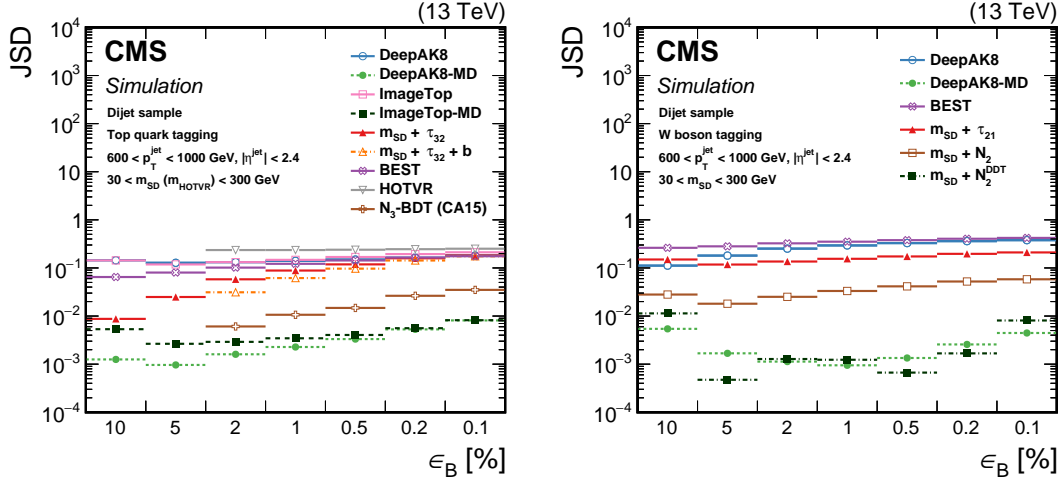 (13 TeV)
JSD
10^4
10^3
10^2
10
1
10^-1
10^-2
10^-3
10^-4
CMS
Simulation
Dijet sample
Top quark tagging
600 < p_T^jet < 1000 GeV, |η^jet| < 2.4
30 < m_SD (m_HOTVR) < 300 GeV
DeepAK8
DeepAK8-MD
ImageTop
ImageTop-MD
m_SD + τ_32
m_SD + τ_32 + b
BEST
HOTVR
N_3-BDT (CA15)
10 5 2 1 0.5 0.2 0.1
ϵ_B [%]
(13 TeV)
JSD
10^4
10^3
10^2
10
1
10^-1
10^-2
10^-3
10^-4
CMS
Simulation
Dijet sample
W boson tagging
600 < p_T^jet < 1000 GeV, |η^jet| < 2.4
30 < m_SD < 300 GeV
DeepAK8
DeepAK8-MD
BEST
m_SD + τ_21
m_SD + N_2
m_SD + N_2^DDT
10 5 2 1 0.5 0.2 0.1
ϵ_B [%]